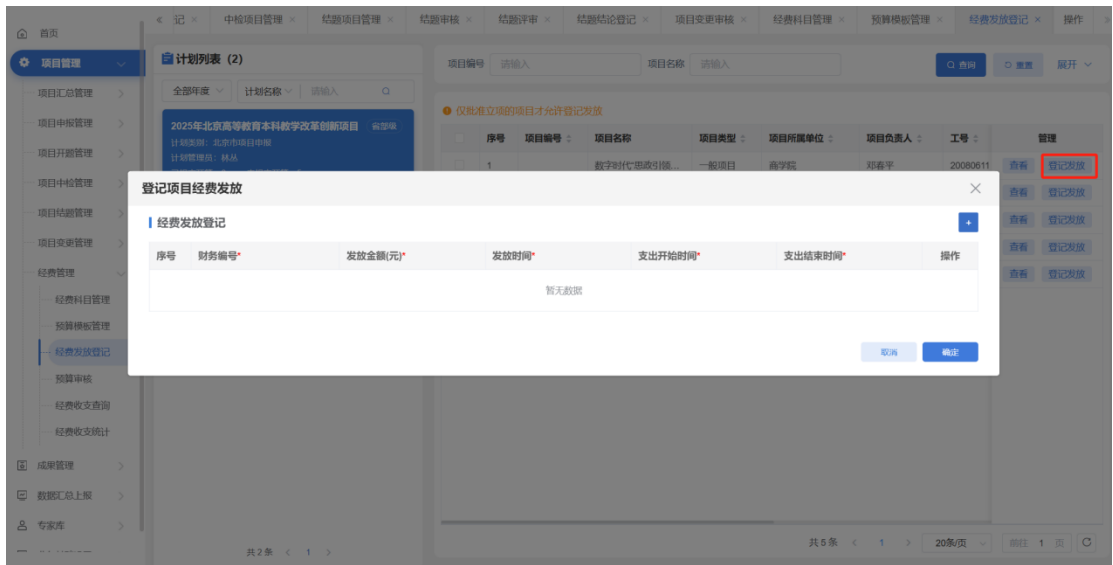 « 记 × 中检项目管理 × 结题项目管理 × 结题审核 × 结题评审 × 结题结论登记 × 项目变更审核 × 经费科目管理 × 预算模板管理 × 经费发放登记 × 操作 »
首页
项目管理
项目汇总管理
项目申报管理
项目开题管理
项目中检管理
项目结题管理
项目变更管理
经费管理
经费科目管理
预算模板管理
经费发放登记
预算审核
经费收支查询
经费收支统计
成果管理
数据汇总上报
专家库
计划列表 (2)
全部年度 计划名称 请输入
2025年北京高等教育本科教学改革创新项目 省部级
计划类别: 北京市项目申报
计划管理员: 林丛
共 2 条 < 1 >
项目编号 请输入 项目名称 请输入 查询 重置 展开
仅批准立项的项目才允许登记发放
序号 项目编号 项目名称 项目类型 项目所属单位 项目负责人 工号 管理
1 数字时代“思政引领... 一般项目 商学院 邓春平 20080611 查看 登记发放
查看 登记发放
查看 登记发放
查看 登记发放
查看 登记发放
登记项目经费发放 ×
经费发放登记 +
序号 财务编号* 发放金额(元)* 发放时间* 支出开始时间* 支出结束时间* 操作
暂无数据
取消 确定
共 5 条 < 1 > 20条/页 前往 1 页